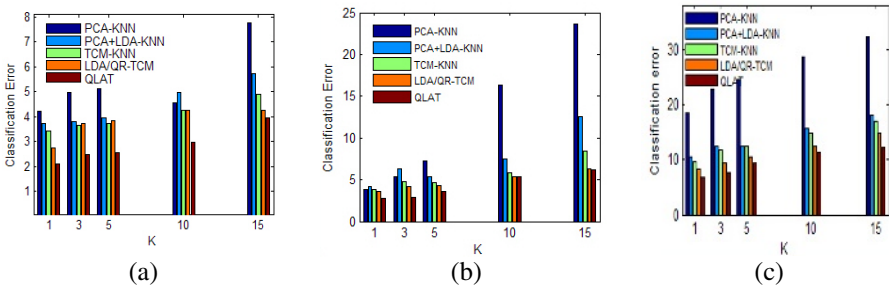 8
7
6
5
4
3
2
1
Classification Error
PCA-KNN
PCA+LDA-KNN
TCM-KNN
LDA/QR-TCM
QLAT
1 3 5 10 15
K
(a)
25
20
15
10
5
0
Classification Error
PCA-KNN
PCA+LDA-KNN
TCM-KNN
LDA/QR-TCM
QLAT
1 3 5 10 15
K
(b)
30
20
10
0
Classification error
PCA-KNN
PCA+LDA-KNN
TCM-KNN
LDA/QR-TCM
QLAT
1 3 5 10 15
K
(c)